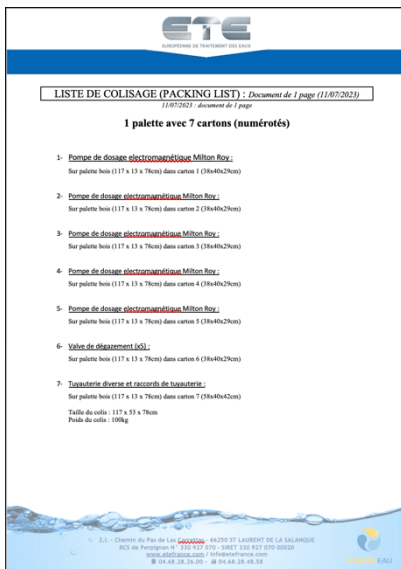 ETE
EUROPÉENNE DE TRAITEMENT DES EAUX
LISTE DE COLISAGE (PACKING LIST) : Document de 1 page (11/07/2023)
11/07/2023 : document de 1 page
1 palette avec 7 cartons (numérotés)
1- Pompe de dosage electromagnétique Milton Roy :
Sur palette bois (117 x 13 x 78cm) dans carton 1 (38x40x29cm)
2- Pompe de dosage electromagnétique Milton Roy :
Sur palette bois (117 x 13 x 78cm) dans carton 2 (38x40x29cm)
3- Pompe de dosage electromagnétique Milton Roy :
Sur palette bois (117 x 13 x 78cm) dans carton 3 (38x40x29cm)
4- Pompe de dosage electromagnétique Milton Roy :
Sur palette bois (117 x 13 x 78cm) dans carton 4 (38x40x29cm)
5- Pompe de dosage electromagnétique Milton Roy :
Sur palette bois (117 x 13 x 78cm) dans carton 5 (38x40x29cm)
6- Valve de dégazement (x5) :
Sur palette bois (117 x 13 x 78cm) dans carton 6 (38x40x29cm)
7- Tuyauterie diverse et raccords de tuyauterie :
Sur palette bois (117 x 13 x 78cm) dans carton 7 (58x40x42cm)
Taille du colis : 117 x 53 x 78cm
Poids du colis : 100kg
Z.I. - Chemin du Pas de Las Carrettas - 66250 ST LAURENT DE LA SALANQUE
RCS de Perpignan N° 330 927 070 - SIRET 330 927 070 00020
www.etefrance.com / info@etefrance.com
04.68.28.26.00 - 04.68.28.48.58
EAU